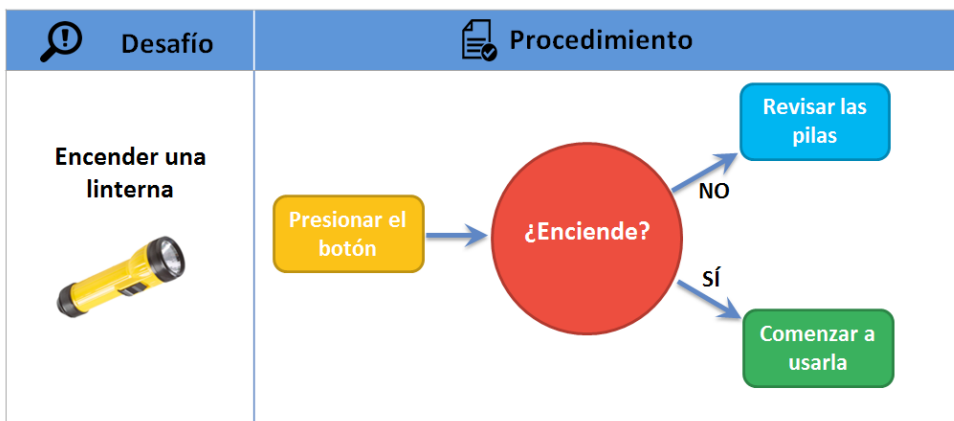 Desafío
Procedimiento
Encender una
linterna
Presionar el
botón
¿Enciende?
NO
Revisar las
pilas
SÍ
Comenzar a
usarla